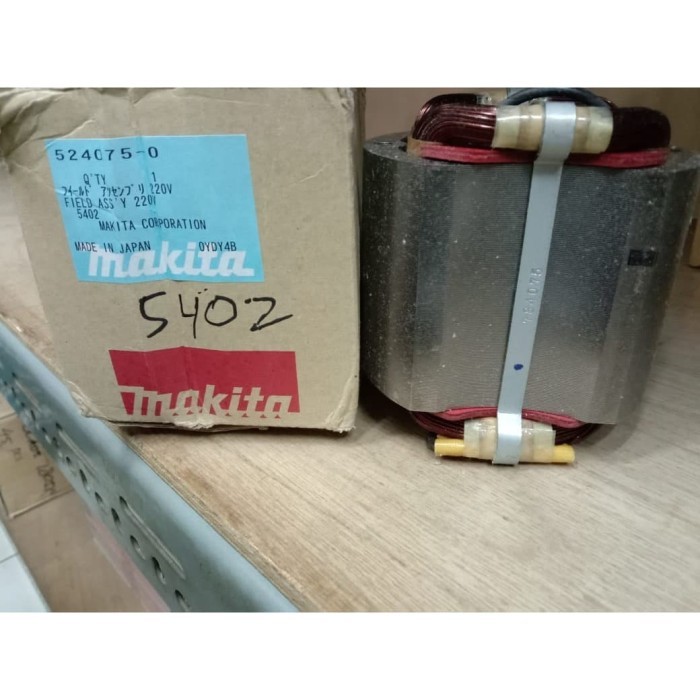 524075-0
Q'TY 1
フィールド アッセンブリ 220V
FIELD ASS'Y 220V
5402
MAKITA CORPORATION
MADE IN JAPAN 0YDY4B
makita
5402
makita